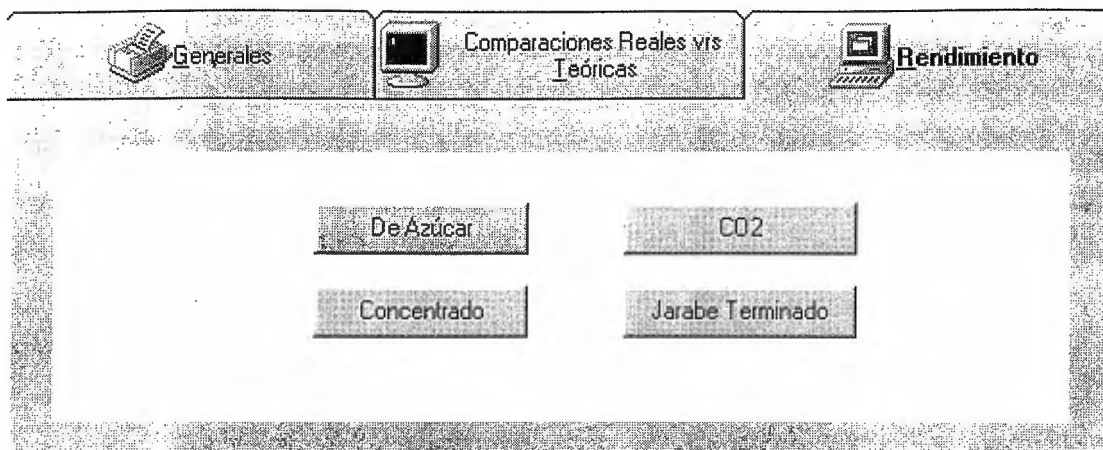 Generales
Comparaciones Reales vrs
Teóricas
Rendimiento
De Azúcar
CO2
Concentrado
Jarabe Terminado